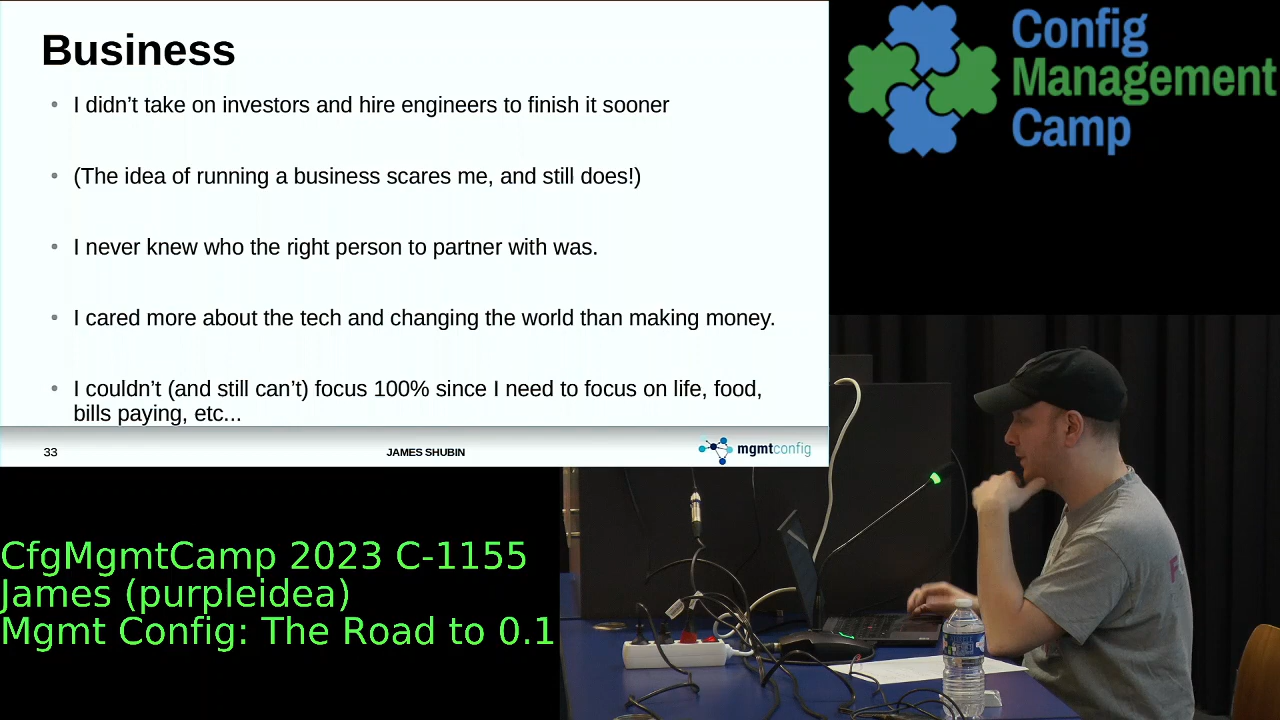 Business
I didn’t take on investors and hire engineers to finish it sooner
(The idea of running a business scares me, and still does!)
I never knew who the right person to partner with was.
I cared more about the tech and changing the world than making money.
I couldn’t (and still can’t) focus 100% since I need to focus on life, food,
bills paying, etc...
33
JAMES SHUBIN
mgmtconfig
Config
Management
Camp
CfgMgmtCamp 2023 C-1155
James (purpleidea)
Mgmt Config: The Road to 0.1